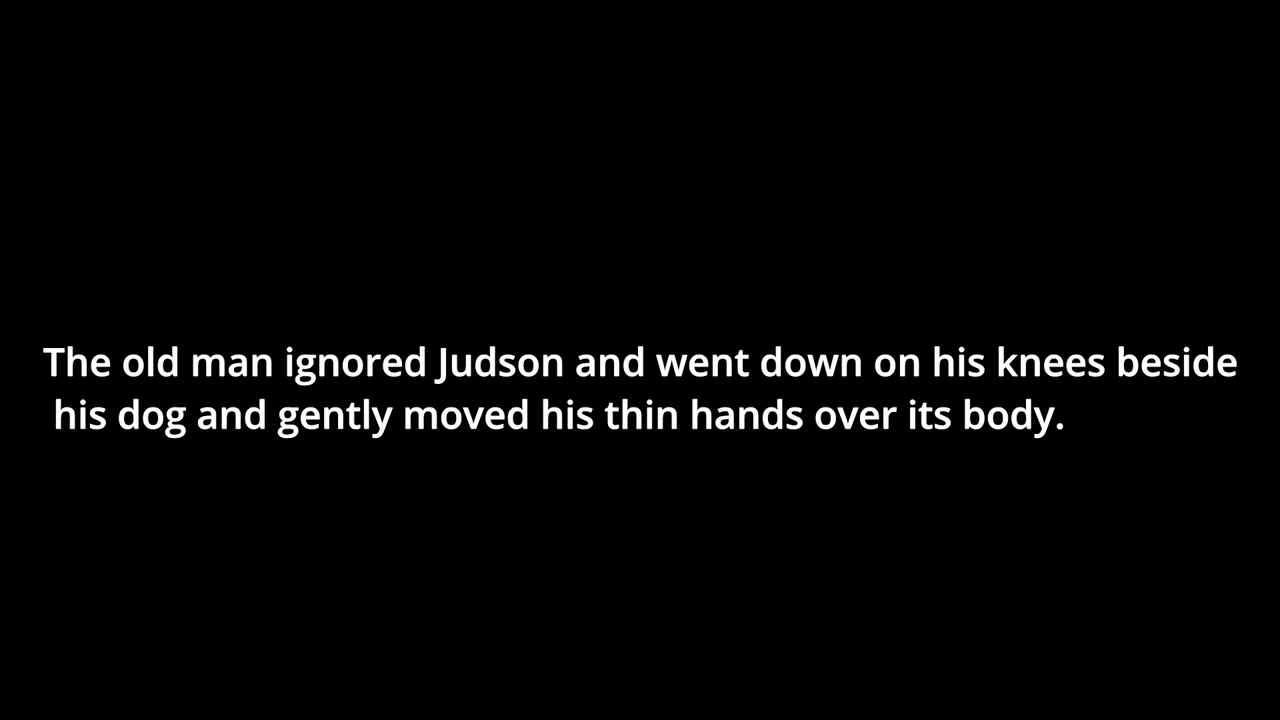 The old man ignored Judson and went down on his knees beside
his dog and gently moved his thin hands over its body.